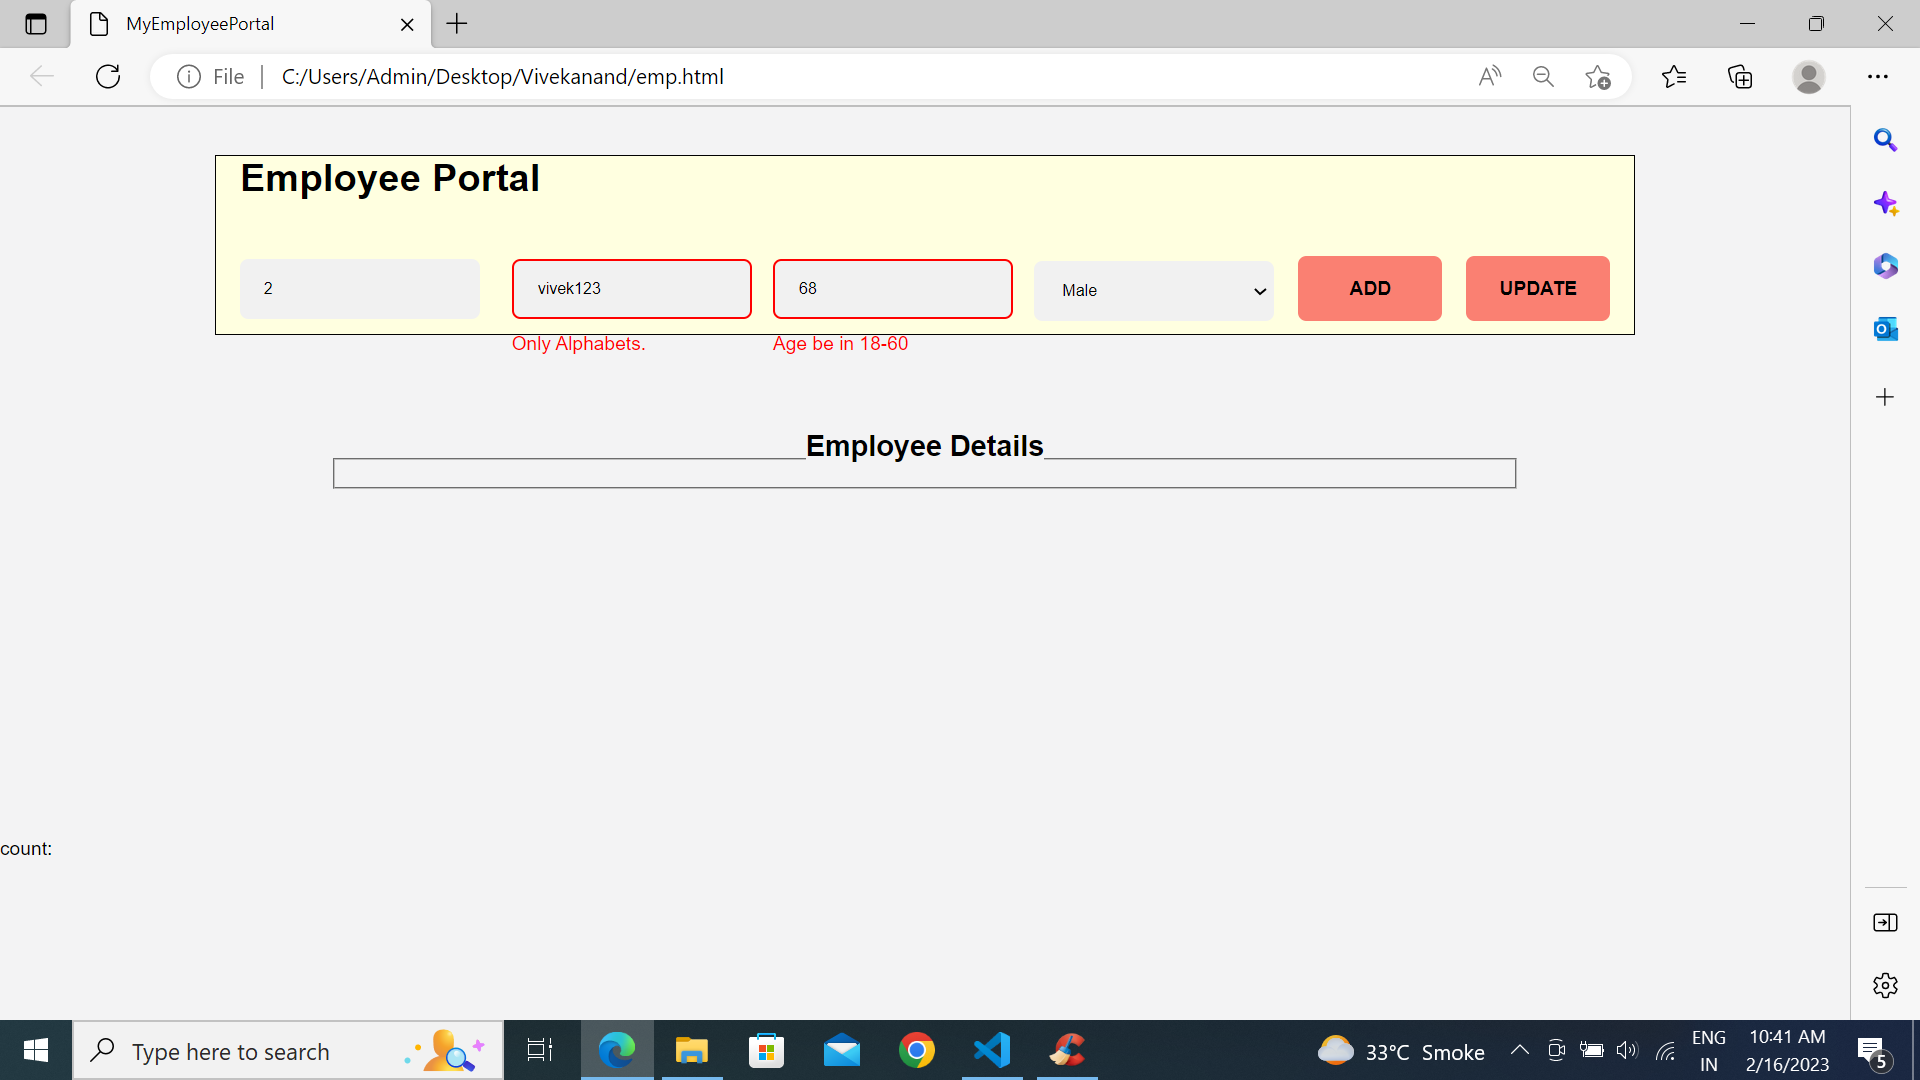 MyEmployeePortal
File
C:/Users/Admin/Desktop/Vivekanand/emp.html
Employee Portal
2
vivek123
68
Male
ADD
UPDATE
Only Alphabets.
Age be in 18-60
Employee Details
count:
Type here to search
33°C Smoke
ENG
IN
10:41 AM
2/16/2023
5